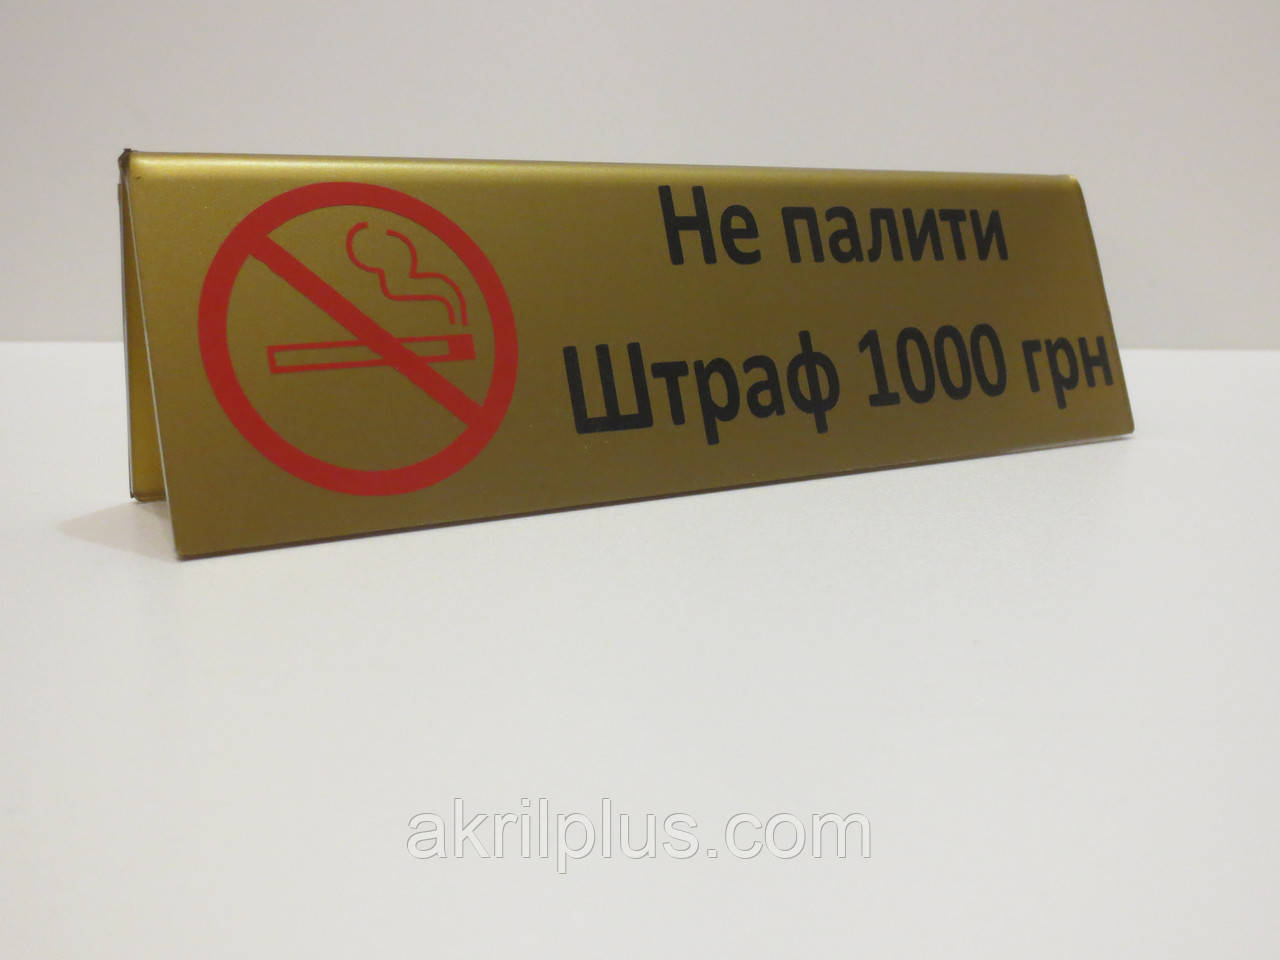 Не палити
Штраф 1000 грн
akrilplus.com